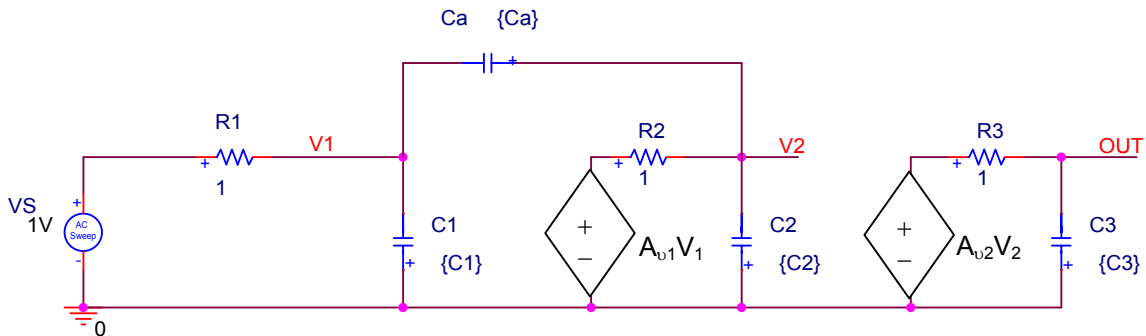 Ca {Ca}
R1
1
V1
R2
1
V2
R3
1
OUT
VS
1V
+
AC
Sweep
-
C1
{C1}
+
−
Aυ1V1
C2
{C2}
+
−
Aυ2V2
C3
{C3}
0